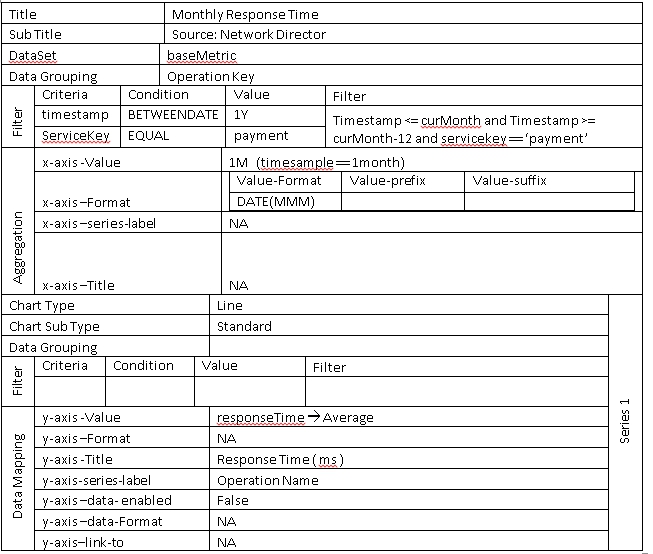 Title Monthly Response Time
Sub Title Source: Network Director
DataSet baseMetric
Data Grouping Operation Key
Filter
Criteria Condition Value Filter
timestamp BETWEENDATE 1Y Timestamp <= curMonth and Timestamp >=
ServiceKey EQUAL payment curMonth-12 and servicekey == 'payment'
Aggregation
x-axis-Value 1M (timesample == 1month)
Value-Format Value-prefix Value-suffix
x-axis–Format DATE(MMM)
x-axis–series-label NA
x-axis–Title NA
Series 1
Chart Type Line
Chart Sub Type Standard
Data Grouping
Filter
Criteria Condition Value Filter
Data Mapping
y-axis-Value responseTime → Average
y-axis–Format NA
y-axis-Title Response Time ( ms )
y-axis-series-label Operation Name
y-axis–data- enabled False
y-axis–data-Format NA
y-axis–link-to NA